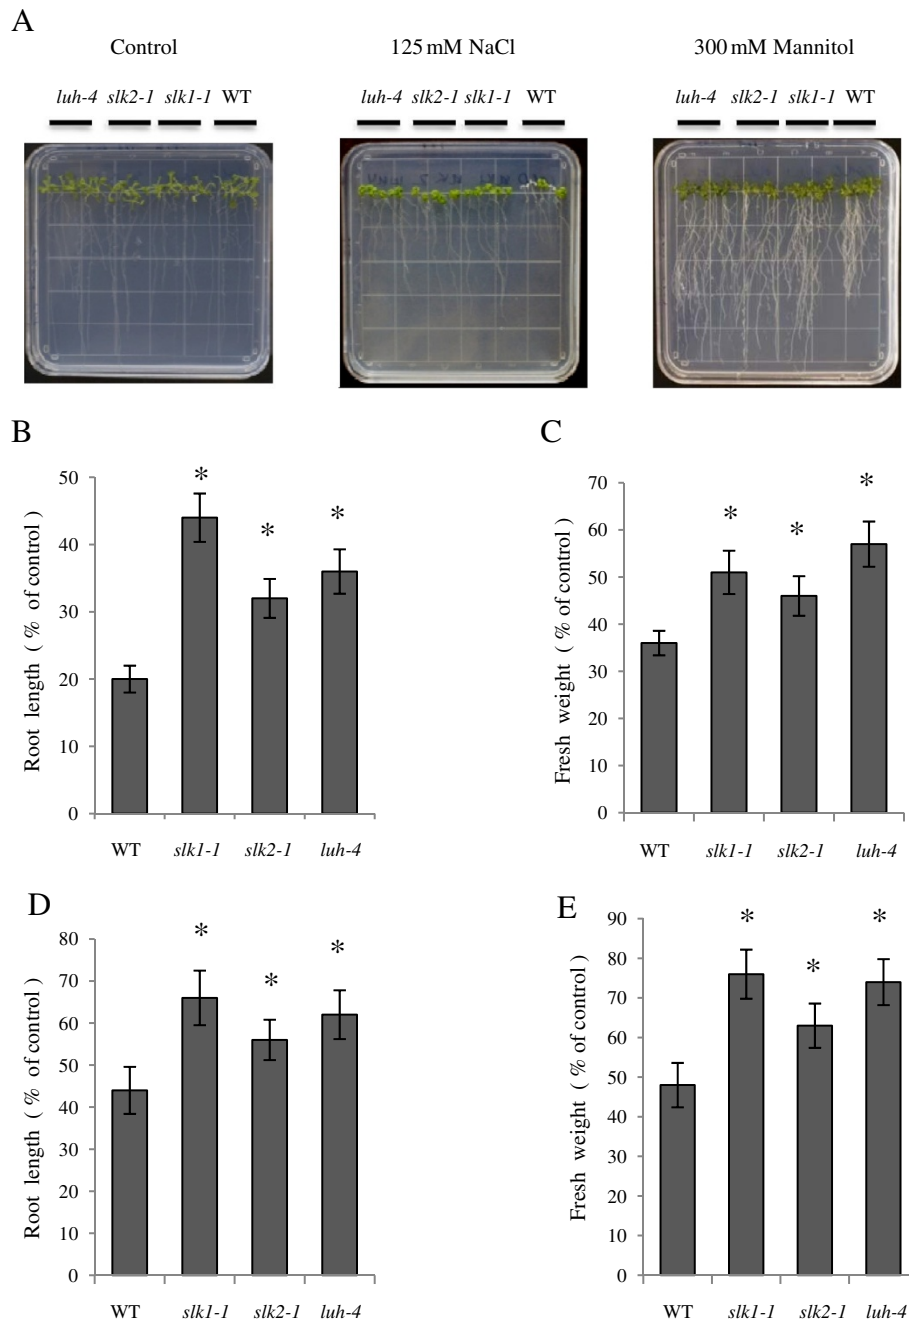 A
Control
125 mM NaCl
300 mM Mannitol
luh-4 slk2-1 slk1-1 WT
luh-4 slk2-1 slk1-1 WT
luh-4 slk2-1 slk1-1 WT
B
Root length ( % of control )
50
40
30
20
10
0
*
*
*
WT slk1-1 slk2-1 luh-4
C
Fresh weight ( % of control )
70
60
50
40
30
20
10
0
*
*
*
WT slk1-1 slk2-1 luh-4
D
Root length ( % of control )
80
70
60
50
40
30
20
10
0
*
*
*
WT slk1-1 slk2-1 luh-4
E
Fresh weight ( % of control )
90
80
70
60
50
40
30
20
10
0
*
*
*
WT slk1-1 slk2-1 luh-4